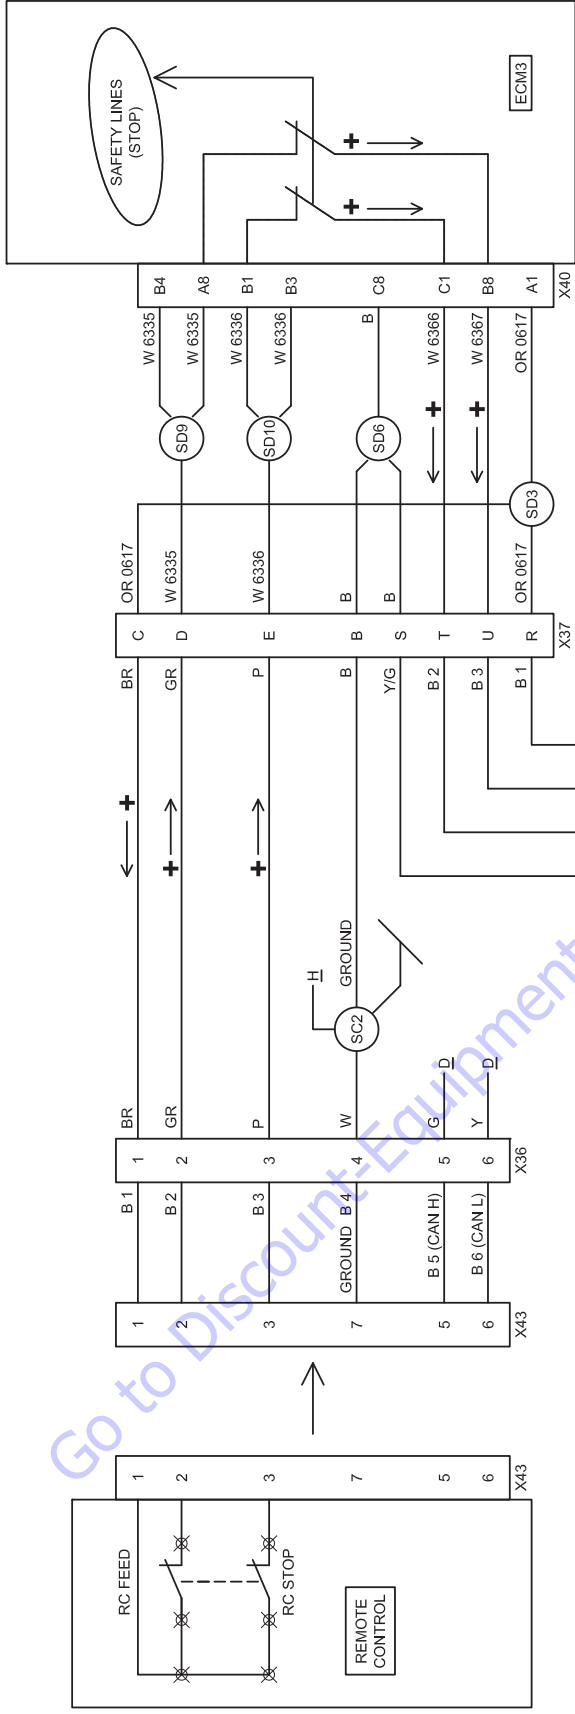 SAFETY LINES
(STOP)
ECM3
B4
A8
B1
B3
C8
C1
B8
A1
X40
W 6335
W 6335
W 6336
W 6336
B
W 6366
W 6367
OR 0617
SD9
SD10
SD6
SD3
OR 0617
W 6335
W 6336
B
B
OR 0617
C
D
E
B
S
T
U
R
X37
BR
GR
P
B
Y/G
B 2
B 3
B 1
GROUND
H
SC2
D
D
BR
GR
P
W
G
Y
1
2
3
4
5
6
X36
B 1
B 2
B 3
GROUND B 4
B 5 (CAN H)
B 6 (CAN L)
1
2
3
7
5
6
X43
1
2
3
7
5
6
X43
RC FEED
RC STOP
REMOTE
CONTROL
Go to Discount-Equipment